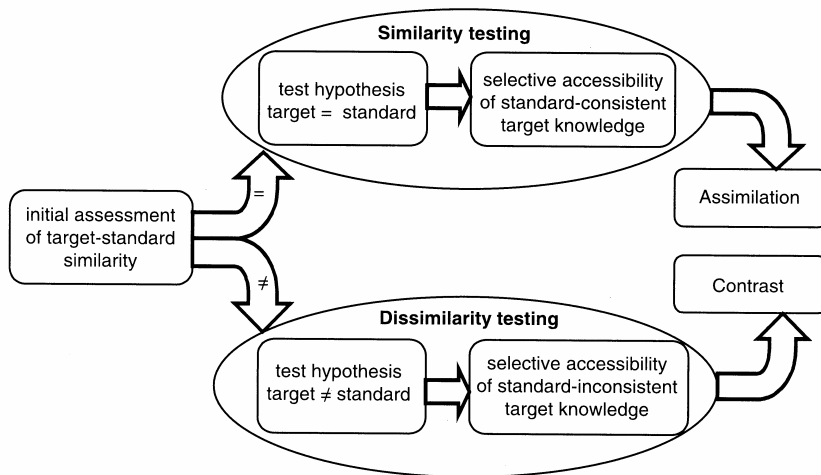 Similarity testing
test hypothesis
target = standard
selective accessibility
of standard-consistent
target knowledge
initial assessment
of target-standard
similarity
=
≠
Assimilation
Contrast
Dissimilarity testing
test hypothesis
target ≠ standard
selective accessibility
of standard-inconsistent
target knowledge